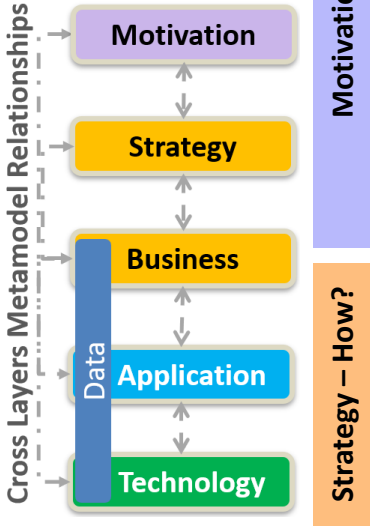 Cross Layers Metamodel Relationships
Motivation
Strategy
Business
Data
Application
Technology
Strategy – How?